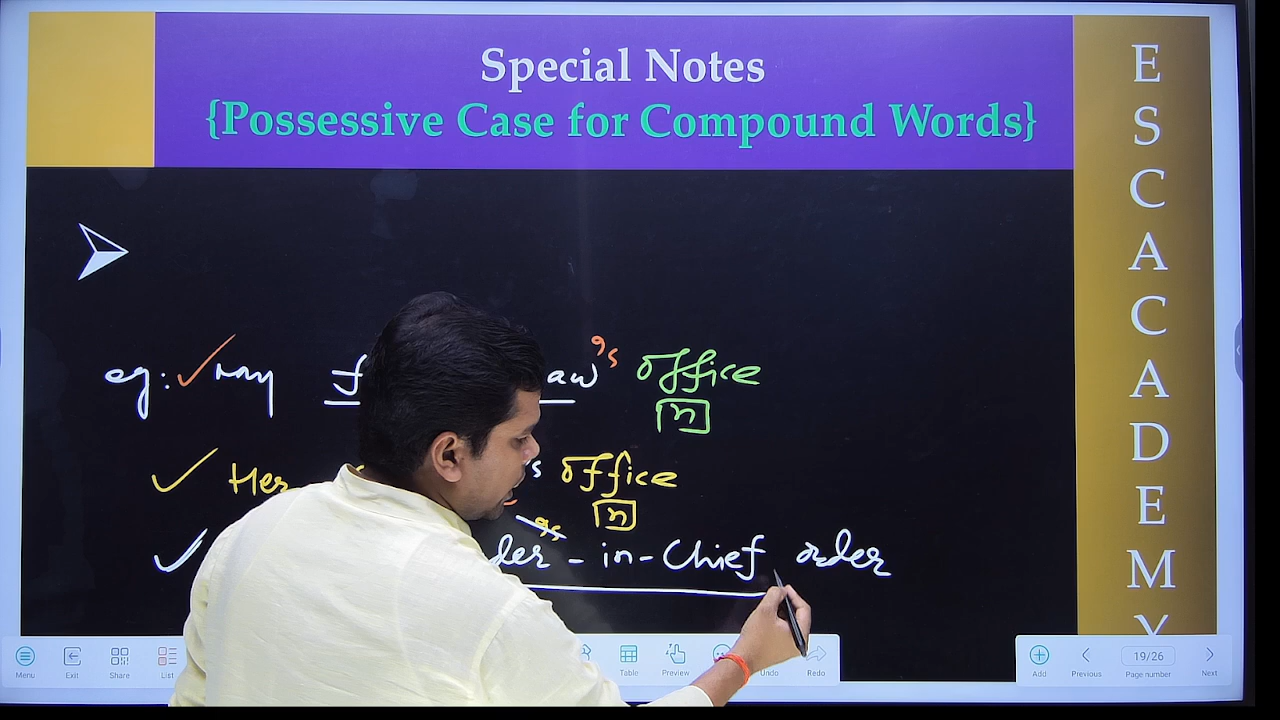 Special Notes
{Possessive Case for Compound Words}
ESCACADEMY
eg: my f aw's office
[n]
Her 's office
[n]
's
der - in - Chief order
Menu Exit Share List Table Preview Undo Redo
Add Previous 19/26 Page number Next